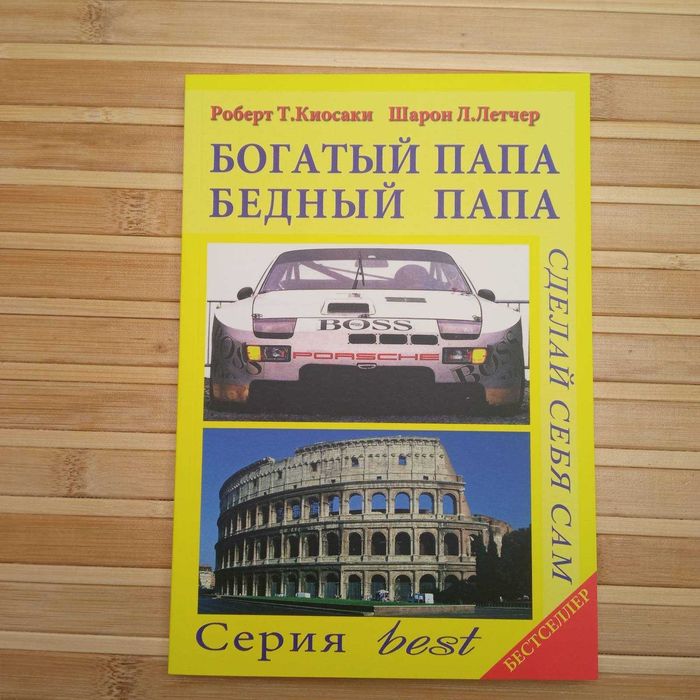 Роберт Т.Киосаки Шарон Л.Летчер
БОГАТЫЙ ПАПА
БЕДНЫЙ ПАПА
СДЕЛАЙ СЕБЯ САМ
BOSS
PORSCHE
Серия best
БЕСТСЕЛЛЕР